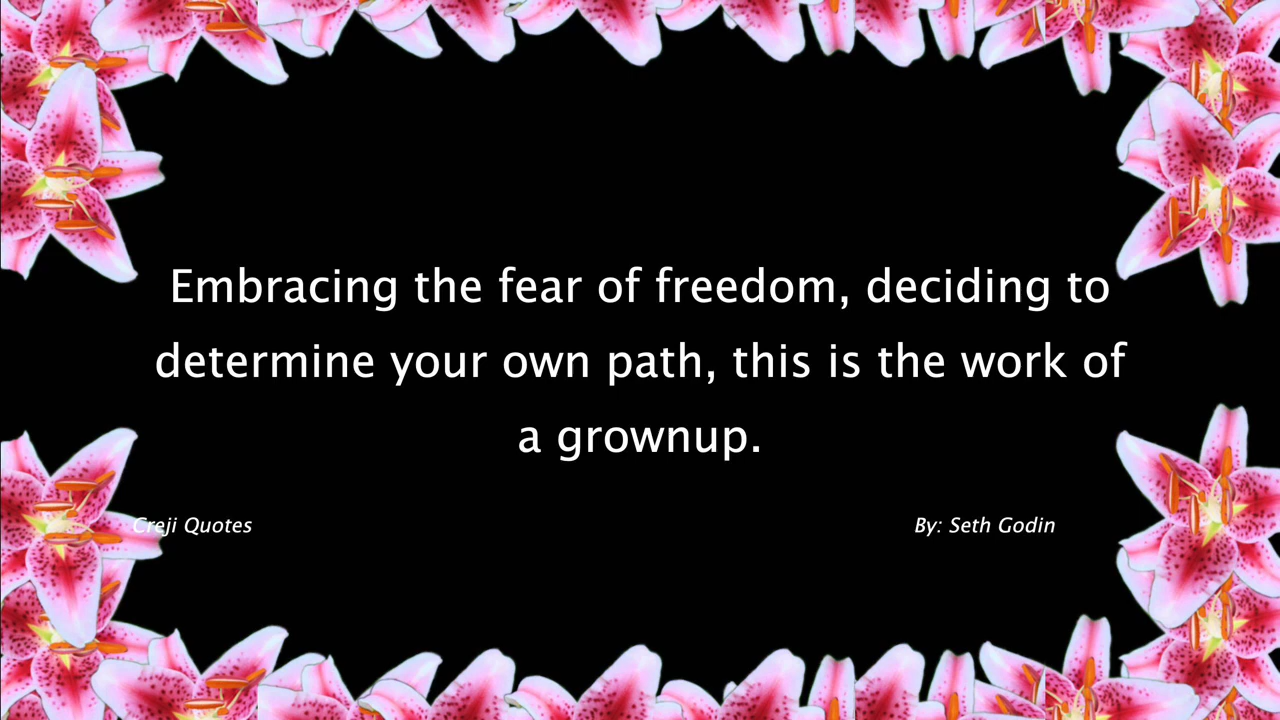 Embracing the fear of freedom, deciding to
determine your own path, this is the work of
a grownup.
Creji Quotes
By: Seth Godin